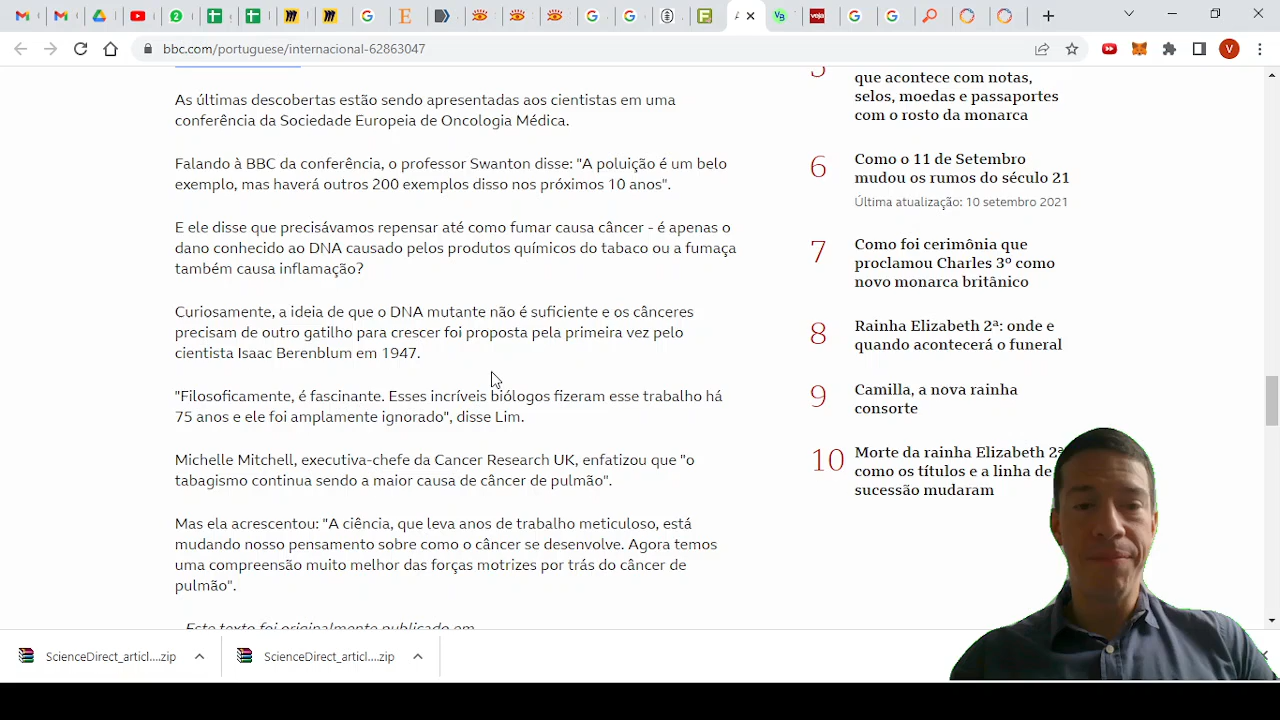 bbc.com/portuguese/internacional-62863047
As últimas descobertas estão sendo apresentadas aos cientistas em uma
conferência da Sociedade Europeia de Oncologia Médica.
Falando à BBC da conferência, o professor Swanton disse: "A poluição é um belo
exemplo, mas haverá outros 200 exemplos disso nos próximos 10 anos".
E ele disse que precisávamos repensar até como fumar causa câncer - é apenas o
dano conhecido ao DNA causado pelos produtos químicos do tabaco ou a fumaça
também causa inflamação?
Curiosamente, a ideia de que o DNA mutante não é suficiente e os cânceres
precisam de outro gatilho para crescer foi proposta pela primeira vez pelo
cientista Isaac Berenblum em 1947.
"Filosoficamente, é fascinante. Esses incríveis biólogos fizeram esse trabalho há
75 anos e ele foi amplamente ignorado", disse Lim.
Michelle Mitchell, executiva-chefe da Cancer Research UK, enfatizou que "o
tabagismo continua sendo a maior causa de câncer de pulmão".
Mas ela acrescentou: "A ciência, que leva anos de trabalho meticuloso, está
mudando nosso pensamento sobre como o câncer se desenvolve. Agora temos
uma compreensão muito melhor das forças motrizes por trás do câncer de
pulmão".
Este texto foi originalmente publicado em
5
que acontece com notas,
selos, moedas e passaportes
com o rosto da monarca
6
Como o 11 de Setembro
mudou os rumos do século 21
Última atualização: 10 setembro 2021
7
Como foi cerimônia que
proclamou Charles 3º como
novo monarca britânico
8
Rainha Elizabeth 2ª: onde e
quando acontecerá o funeral
9
Camilla, a nova rainha
consorte
10
Morte da rainha Elizabeth 2ª
como os títulos e a linha de
sucessão mudaram
ScienceDirect_articl....zip
ScienceDirect_articl....zip